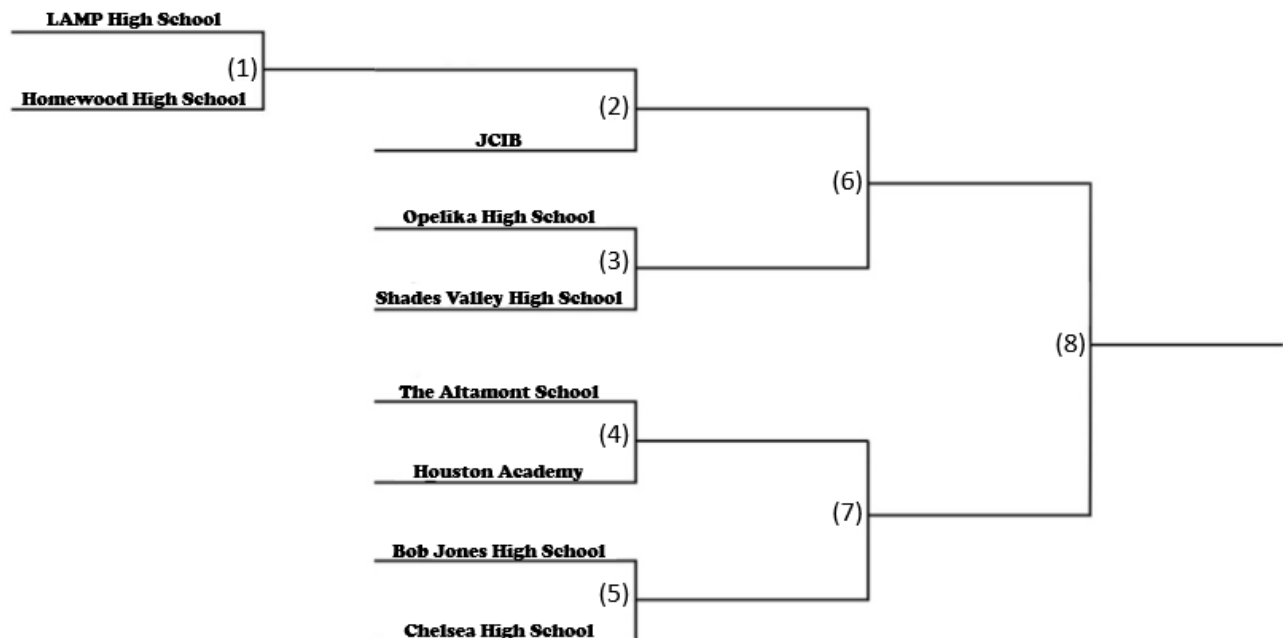 LAMP High School
(1)
Homewood High School
(2)
JCIB
(6)
Opelika High School
(3)
Shades Valley High School
(8)
The Altamont School
(4)
Houston Academy
(7)
Bob Jones High School
(5)
Chelsea High School